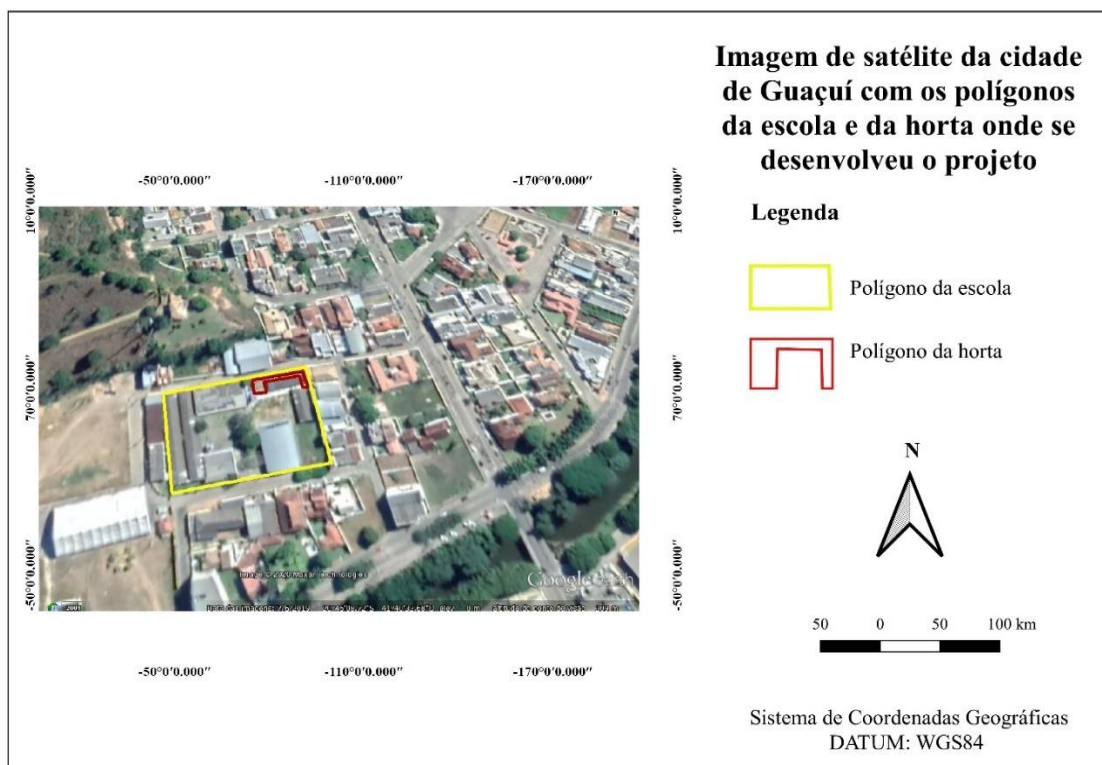 Imagem de satélite da cidade
de Guaçuí com os polígonos
da escola e da horta onde se
desenvolveu o projeto
-50°0'0.000" -110°0'0.000" -170°0'0.000"
10°0'0.000" 10°0'0.000"
70°0'0.000" 70°0'0.000"
-50°0'0.000" -50°0'0.000"
N
Google
-50°0'0.000" -110°0'0.000" -170°0'0.000"
Legenda
Polígono da escola
Polígono da horta
N
50 0 50 100 km
Sistema de Coordenadas Geográficas
DATUM: WGS84